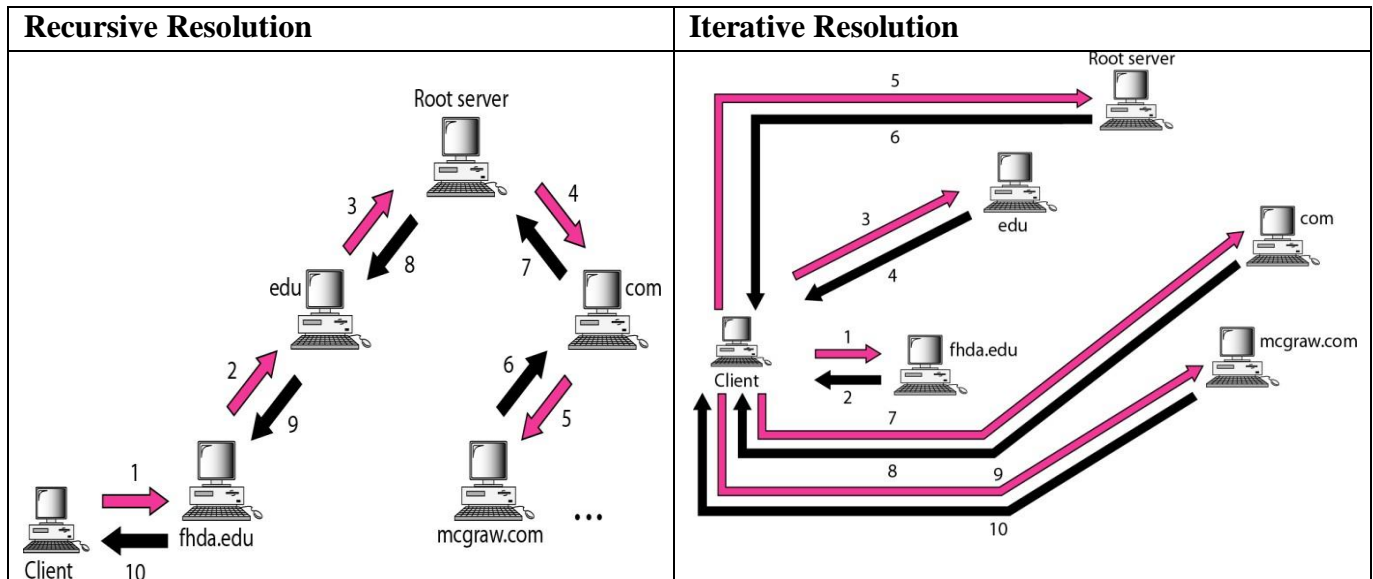 Recursive Resolution
Root server
3
4
8
7
edu
com
2
6
9
5
1
fhda.edu
mcgraw.com
...
Client
10
Iterative Resolution
Root server
5
6
3
edu
4
com
1
fhda.edu
mcgraw.com
Client
2
7
8
9
10